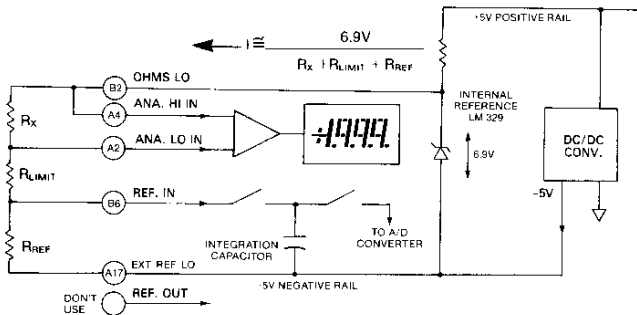 +5V POSITIVE RAIL
I≅ 6.9V
RX + RLIMIT + RREF
B2 OHMS LO
A4 ANA. HI IN
RX
A2 ANA. LO IN
±1999.
INTERNAL
REFERENCE
LM 329
6.9V
DC/DC
CONV.
-5V
RLIMIT
B6 REF. IN
INTEGRATION
CAPACITOR
TO A/D
CONVERTER
RREF
A17 EXT REF LO
-5V NEGATIVE RAIL
DON'T
USE
REF. OUT